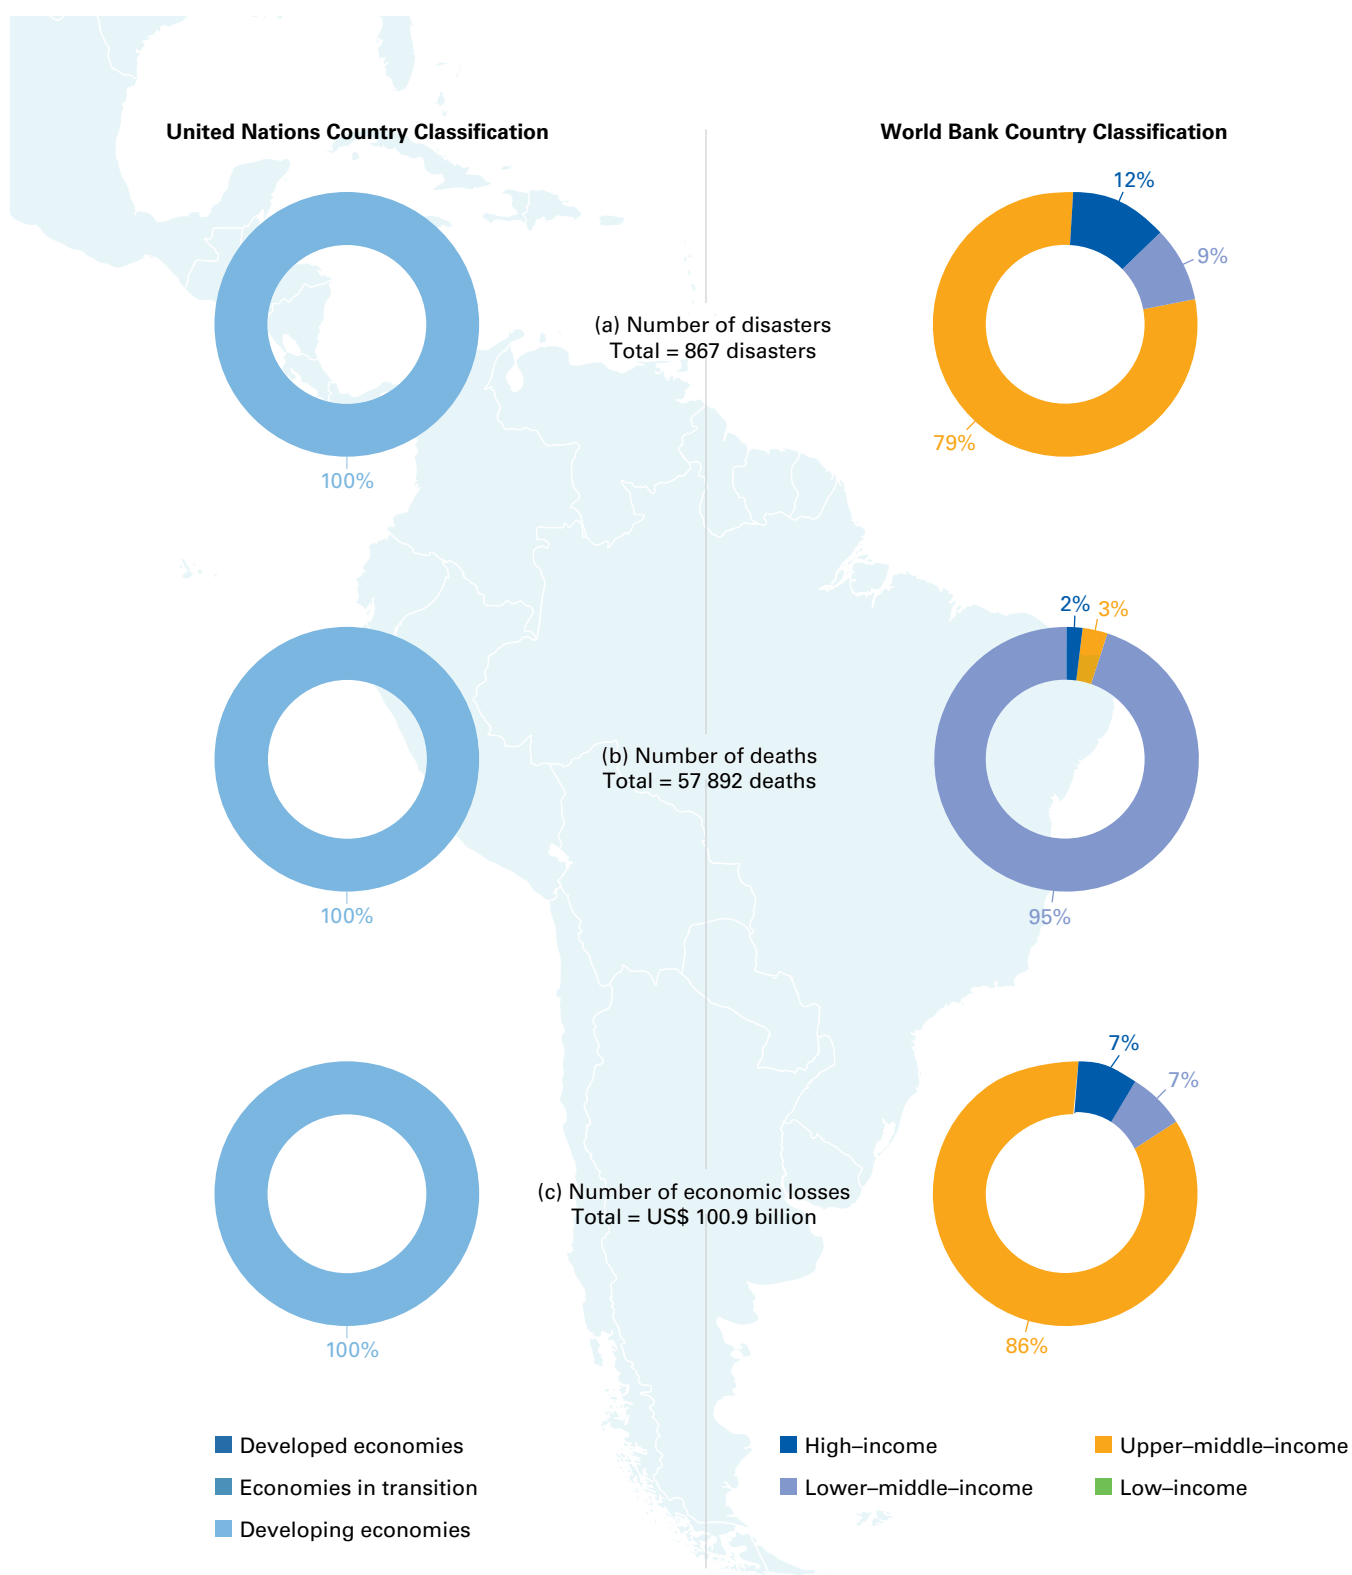 United Nations Country Classification
World Bank Country Classification
12%
9%
(a) Number of disasters
Total = 867 disasters
79%
100%
2%
3%
(b) Number of deaths
Total = 57 892 deaths
100%
95%
7%
7%
(c) Number of economic losses
Total = US$ 100.9 billion
100%
86%
Developed economies
Economies in transition
Developing economies
High–income
Upper–middle–income
Lower–middle–income
Low–income